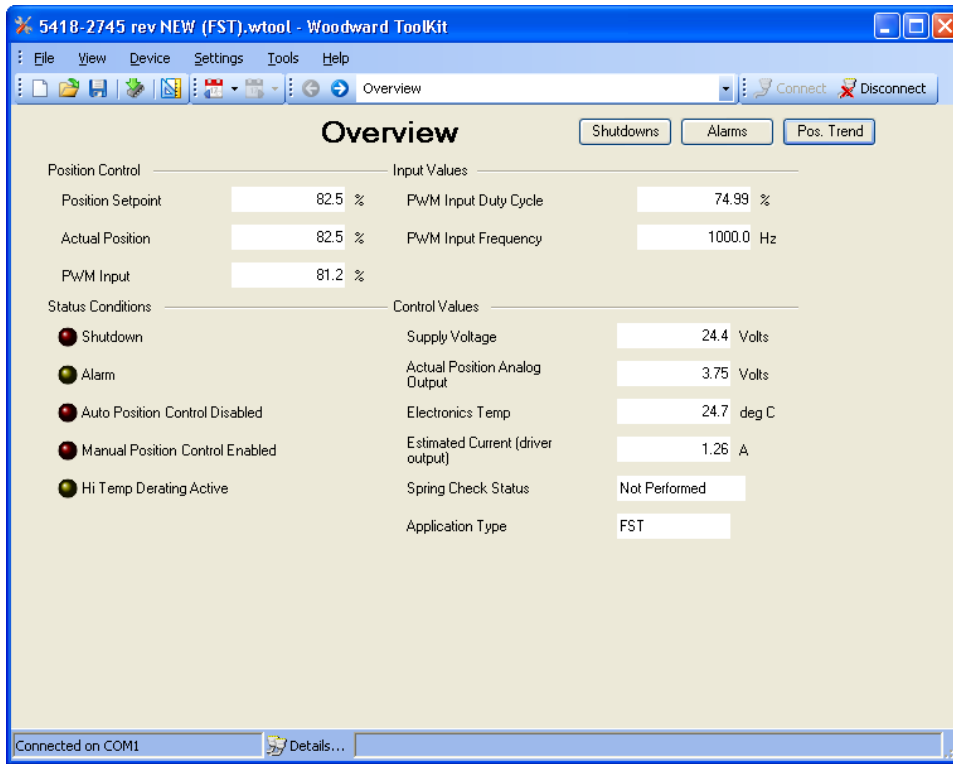 5418-2745 rev NEW (FST).wtool - Woodward ToolKit
File View Device Settings Tools Help
Overview Connect Disconnect
Overview Shutdowns Alarms Pos. Trend
Position Control Input Values
Position Setpoint 82.5 % PWM Input Duty Cycle 74.99 %
Actual Position 82.5 % PWM Input Frequency 1000.0 Hz
PWM Input 81.2 %
Status Conditions Control Values
Shutdown Supply Voltage 24.4 Volts
Alarm Actual Position Analog
Output 3.75 Volts
Auto Position Control Disabled Electronics Temp 24.7 deg C
Manual Position Control Enabled Estimated Current (driver
output) 1.26 A
Hi Temp Derating Active Spring Check Status Not Performed
Application Type FST
Connected on COM1 Details...